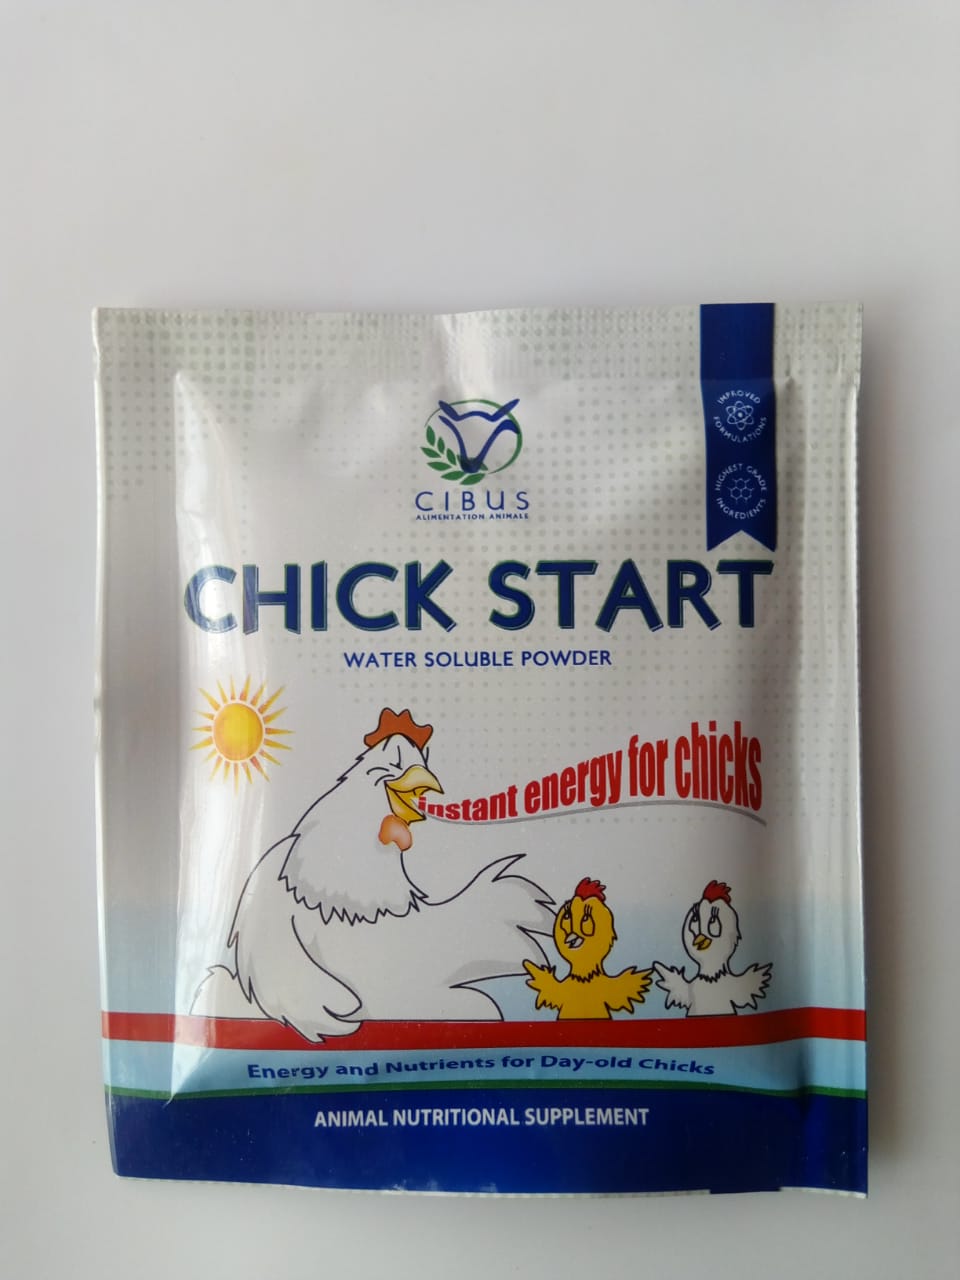 IMPROVED FORMULATIONS
HIGHEST GRADE INGREDIENTS
CIBUS
ALIMENTATION ANIMALE
CHICK START
WATER SOLUBLE POWDER
instant energy for chicks
Energy and Nutrients for Day-old Chicks
ANIMAL NUTRITIONAL SUPPLEMENT